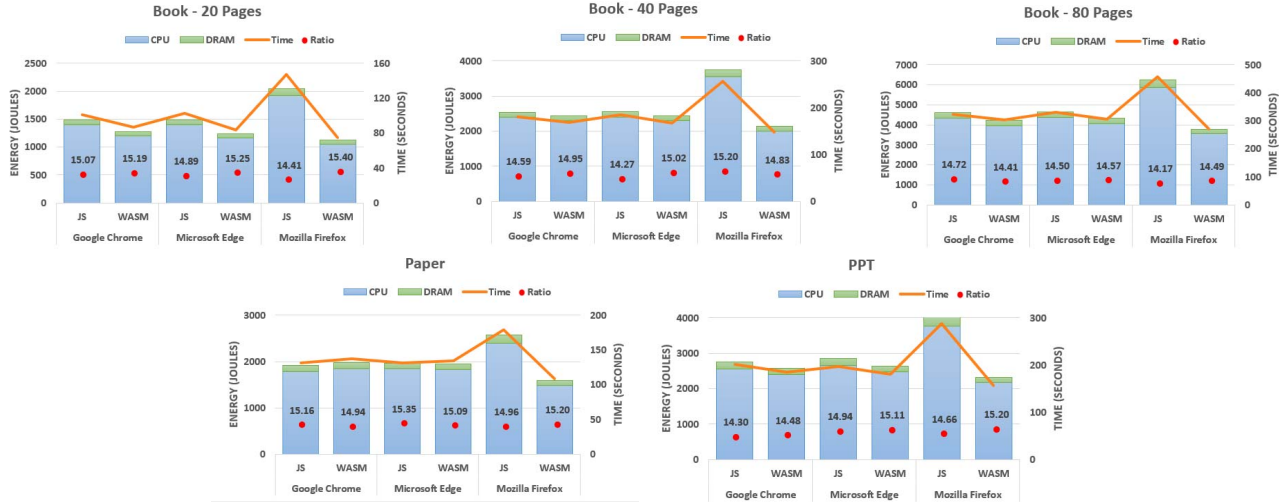 Book - 20 Pages
CPU DRAM Time Ratio
2500 160
2000 120
1500 80
1000 40
500 0
0
ENERGY (JOULES)
TIME (SECONDS)
15.07 15.19 14.89 15.25 14.41 15.40
JS WASM JS WASM JS WASM
Google Chrome Microsoft Edge Mozilla Firefox
Book - 40 Pages
CPU DRAM Time Ratio
4000 300
3000 200
2000 100
1000 0
0
ENERGY (JOULES)
TIME (SECONDS)
14.59 14.95 14.27 15.02 15.20 14.83
JS WASM JS WASM JS WASM
Google Chrome Microsoft Edge Mozilla Firefox
Book - 80 Pages
CPU DRAM Time Ratio
7000 500
6000 400
5000 300
4000 200
3000 100
2000 0
1000
0
ENERGY (JOULES)
TIME (SECONDS)
14.72 14.41 14.50 14.57 14.17 14.49
JS WASM JS WASM JS WASM
Google Chrome Microsoft Edge Mozilla Firefox
Paper
CPU DRAM Time Ratio
3000 200
2000 150
1000 100
0 50
0
ENERGY (JOULES)
TIME (SECONDS)
15.16 14.94 15.35 15.09 14.96 15.20
JS WASM JS WASM JS WASM
Google Chrome Microsoft Edge Mozilla Firefox
PPT
CPU DRAM Time Ratio
4000 300
3000 200
2000 100
1000 0
0
ENERGY (JOULES)
TIME (SECONDS)
14.30 14.48 14.94 15.11 14.66 15.20
JS WASM JS WASM JS WASM
Google Chrome Microsoft Edge Mozilla Firefox